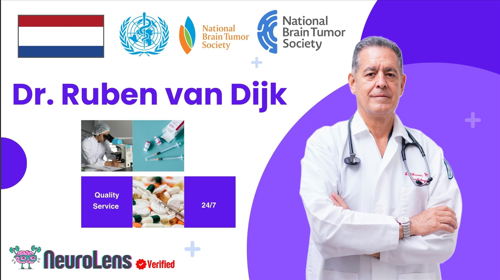 National
Brain Tumor
Society
National
Brain Tumor
Society
Dr. Ruben van Dijk
Quality
Service
24/7
NeuroLens
Verified